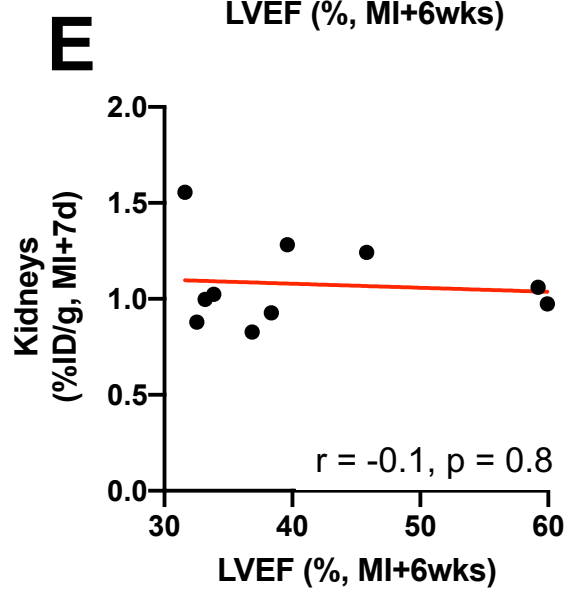 LVEF (%, MI+6wks)
E
2.0
1.5
1.0
0.5
0.0
Kidneys
(%ID/g, MI+7d)
r = -0.1, p = 0.8
30 40 50 60
LVEF (%, MI+6wks)